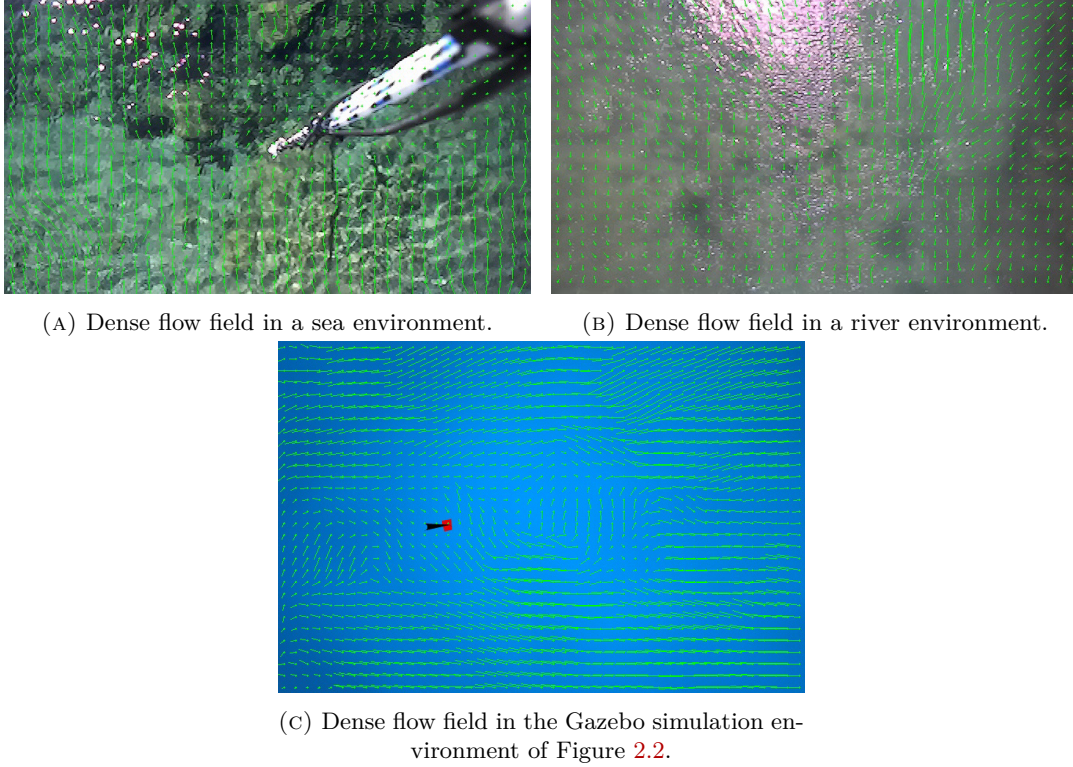 (A) Dense flow field in a sea environment.
(B) Dense flow field in a river environment.
(C) Dense flow field in the Gazebo simulation en-
vironment of Figure 2.2.